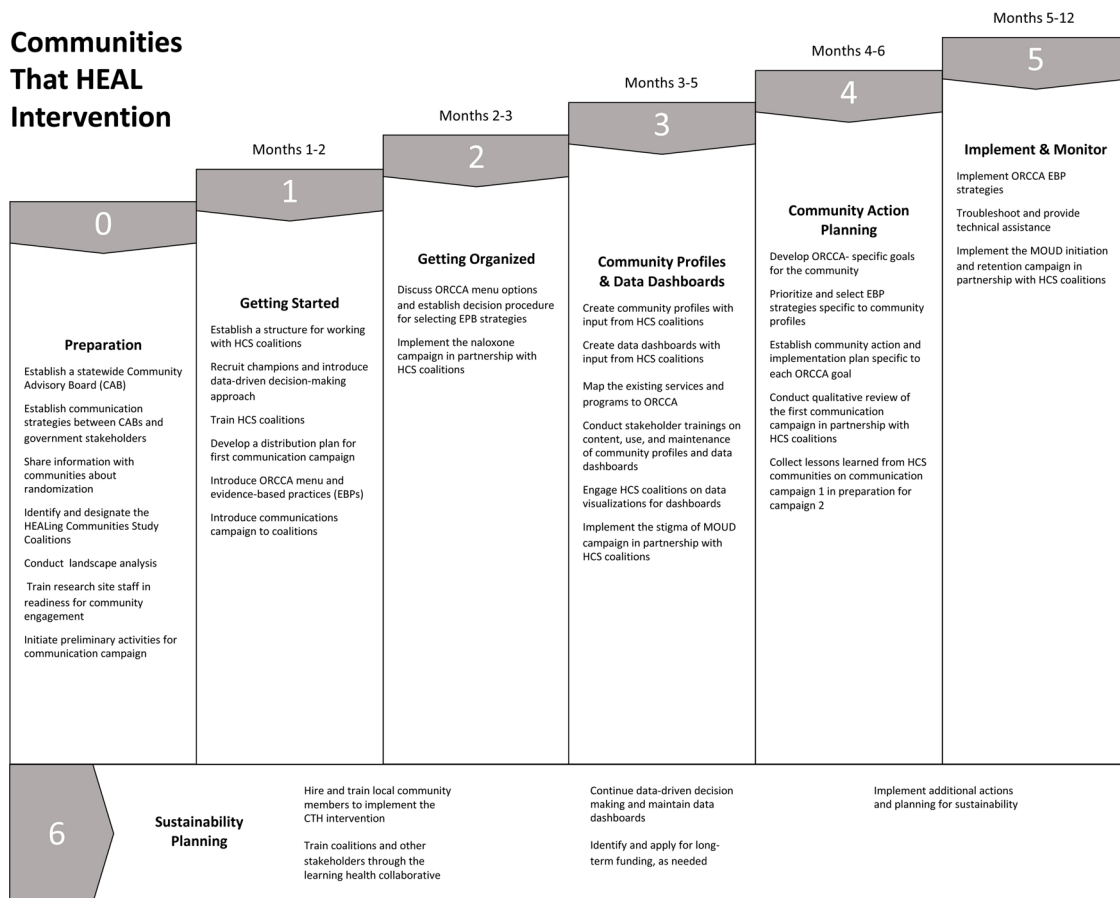 Communities
That HEAL
Intervention
0
Preparation
Establish a statewide Community
Advisory Board (CAB)
Establish communication
strategies between CABs and
government stakeholders
Share information with
communities about
randomization
Identify and designate the
HEALing Communities Study
Coalitions
Conduct landscape analysis
Train research site staff in
readiness for community
engagement
Initiate preliminary activities for
communication campaign
Months 1-2
1
Getting Started
Establish a structure for working
with HCS coalitions
Recruit champions and introduce
data-driven decision-making
approach
Train HCS coalitions
Develop a distribution plan for
first communication campaign
Introduce ORCCA menu and
evidence-based practices (EBPs)
Introduce communications
campaign to coalitions
Months 2-3
2
Getting Organized
Discuss ORCCA menu options
and establish decision procedure
for selecting EPB strategies
Implement the naloxone
campaign in partnership with
HCS coalitions
Months 3-5
3
Community Profiles
& Data Dashboards
Create community profiles with
input from HCS coalitions
Create data dashboards with
input from HCS coalitions
Map the existing services and
programs to ORCCA
Conduct stakeholder trainings on
content, use, and maintenance
of community profiles and data
dashboards
Engage HCS coalitions on data
visualizations for dashboards
Implement the stigma of MOUD
campaign in partnership with
HCS coalitions
Months 4-6
4
Community Action
Planning
Develop ORCCA- specific goals
for the community
Prioritize and select EBP
strategies specific to community
profiles
Establish community action and
implementation plan specific to
each ORCCA goal
Conduct qualitative review of
the first communication
campaign in partnership with
HCS coalitions
Collect lessons learned from HCS
communities on communication
campaign 1 in preparation for
campaign 2
Months 5-12
5
Implement & Monitor
Implement ORCCA EBP
strategies
Troubleshoot and provide
technical assistance
Implement the MOUD initiation
and retention campaign in
partnership with HCS coalitions
6
Sustainability
Planning
Hire and train local community
members to implement the
CTH intervention
Train coalitions and other
stakeholders through the
learning health collaborative
Continue data-driven decision
making and maintain data
dashboards
Identify and apply for long-
term funding, as needed
Implement additional actions
and planning for sustainability